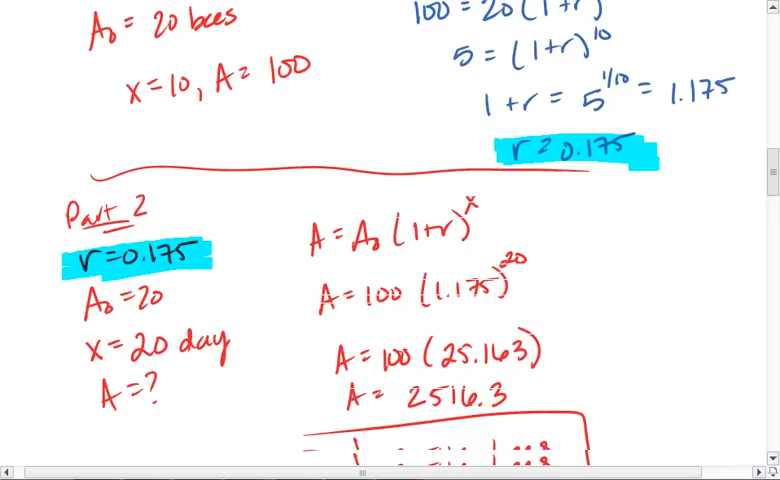 100 = 20 (1+r)
A₀ = 20 bees
5 = (1+r)^10
x=10, A= 100
1+r = 5^1/10 = 1.175
r = 0.175
Part 2
r=0.175
A = A₀ (1+r)^x
A₀ =20
A= 100 (1.175)^20
x= 20 day
A= 100 (25.163)
A =?
A= 2516.3